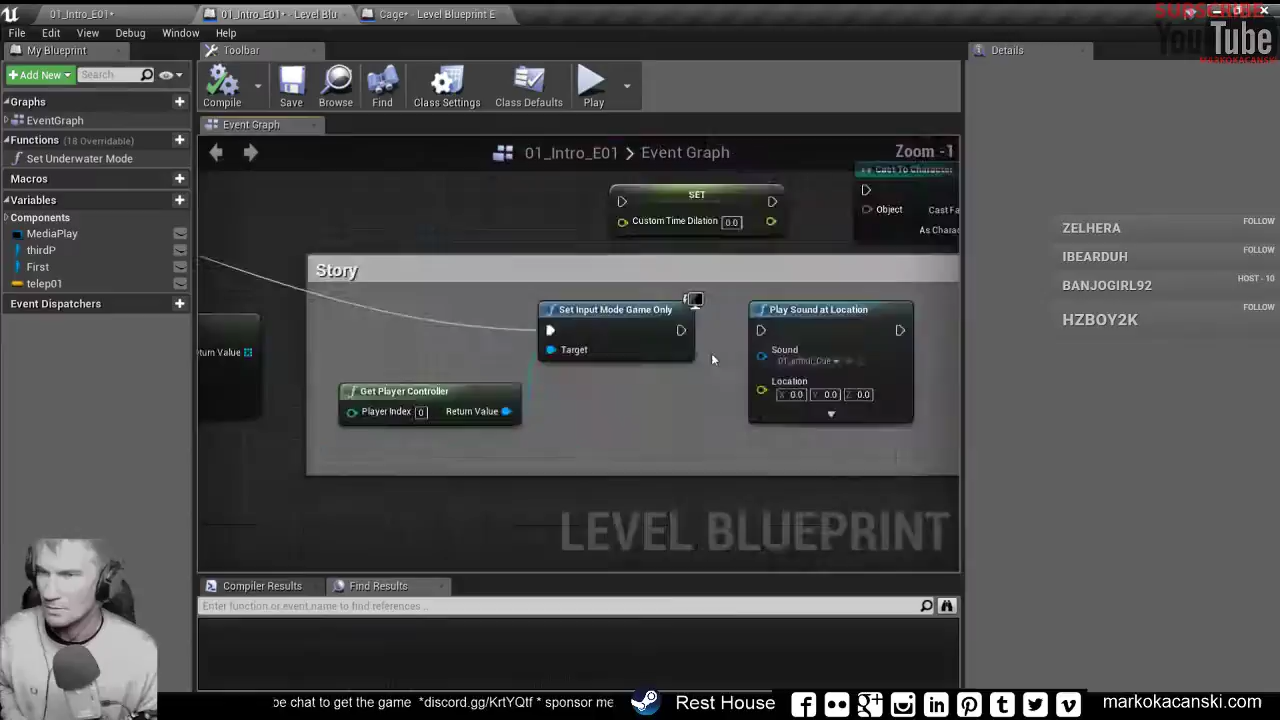 01_Intro_E01*
01_Intro_E01* - Level Blu
Cage* - Level Blueprint E
SUBSCRIBE
YouTube
MARKOKACANSKI
File Edit View Debug Window Help
My Blueprint
Toolbar
Details
Add New
Search
Compile
Save
Browse
Find
Class Settings
Class Defaults
Play
Graphs
EventGraph
Functions (18 Overridable)
Set Underwater Mode
Macros
Variables
Components
MediaPlay
thirdP
First
telep01
Event Dispatchers
Event Graph
01_Intro_E01 > Event Graph
Zoom -1
SET
Custom Time Dilation 0.0
Cast To Character
Object
Cast Fa
As Charac
Story
Set Input Mode Game Only
Target
Play Sound at Location
Sound
Location
X 0.0 Y 0.0 Z 0.0
turn Value
Get Player Controller
Player Index 0 Return Value
LEVEL BLUEPRINT
ZELHERA FOLLOW
IBEARDUH FOLLOW
BANJOGIRL92 HOST - 10
HZBOY2K FOLLOW
Compiler Results
Find Results
Enter function or event name to find references...
be chat to get the game *discord.gg/KrtYQtf * sponsor me
Rest House
markokacanski.com